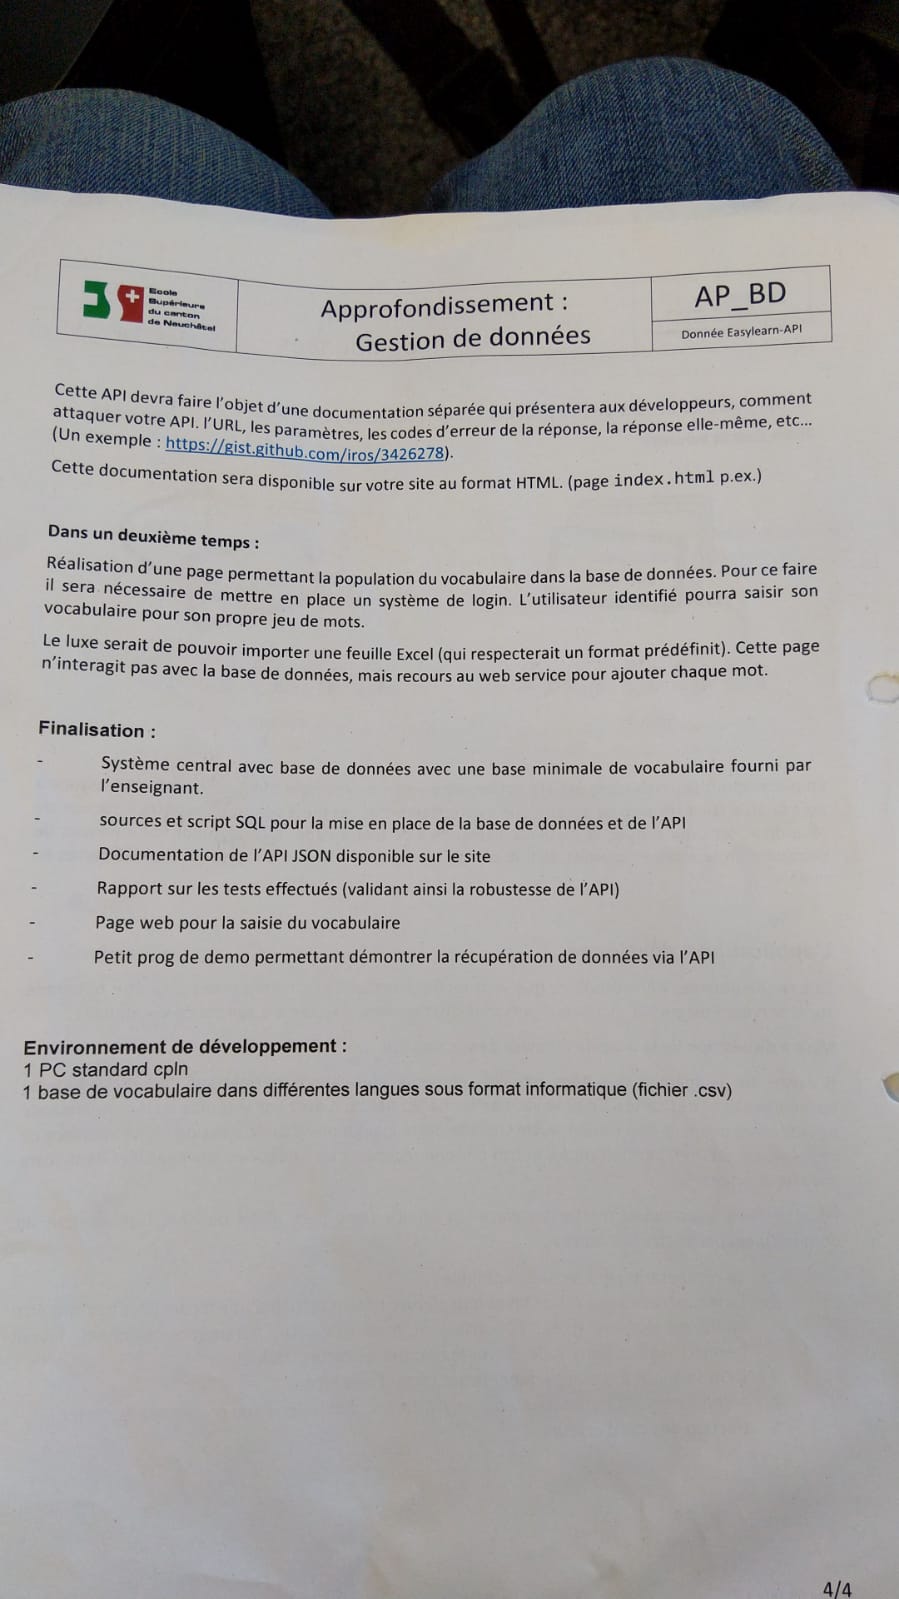 Ecole
Supérieure
du canton
de Neuchâtel
Approfondissement :
Gestion de données
AP_BD
Donnée Easylearn-API
Cette API devra faire l'objet d'une documentation séparée qui présentera aux développeurs, comment
attaquer votre API. l'URL, les paramètres, les codes d'erreur de la réponse, la réponse elle-même, etc...
(Un exemple : https://gist.github.com/iros/3426278).
Cette documentation sera disponible sur votre site au format HTML. (page index.html p.ex.)
Dans un deuxième temps :
Réalisation d'une page permettant la population du vocabulaire dans la base de données. Pour ce faire
il sera nécessaire de mettre en place un système de login. L'utilisateur identifié pourra saisir son
vocabulaire pour son propre jeu de mots.
Le luxe serait de pouvoir importer une feuille Excel (qui respecterait un format prédéfinit). Cette page
n'interagit pas avec la base de données, mais recours au web service pour ajouter chaque mot.
Finalisation :
- Système central avec base de données avec une base minimale de vocabulaire fourni par
l'enseignant.
- sources et script SQL pour la mise en place de la base de données et de l'API
- Documentation de l'API JSON disponible sur le site
- Rapport sur les tests effectués (validant ainsi la robustesse de l'API)
- Page web pour la saisie du vocabulaire
- Petit prog de demo permettant démontrer la récupération de données via l'API
Environnement de développement :
1 PC standard cpln
1 base de vocabulaire dans différentes langues sous format informatique (fichier .csv)
4/4